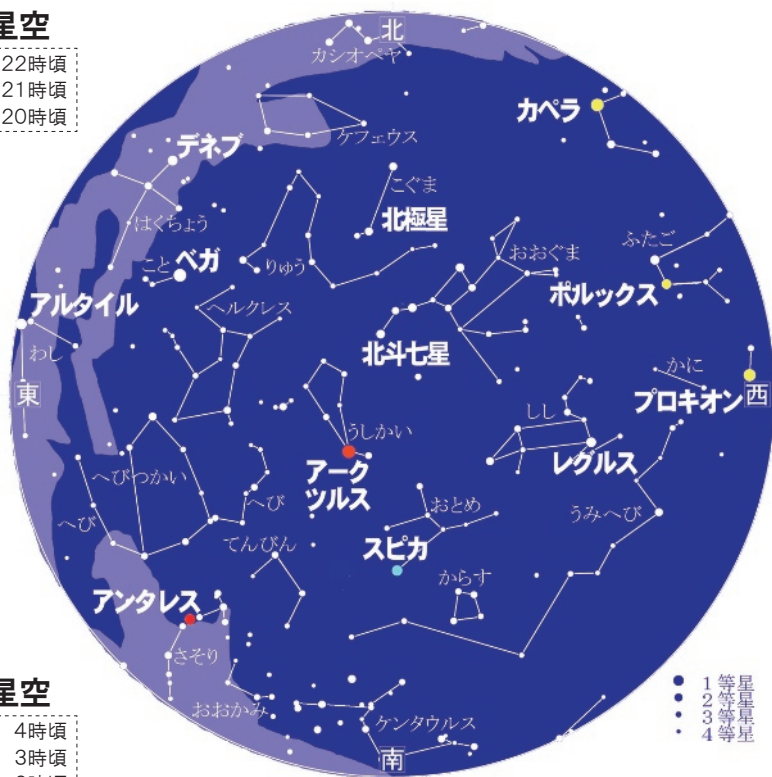 星空
22時頃
21時頃
20時頃
北
カシオペヤ
カペラ
ケフェウス
デネブ
こぐま
はくちょう
北極星
こと
ベガ
りゅう
おおぐま
ふたご
ポルックス
アルタイル
ヘルクレス
わし
北斗七星
かに
東
プロキオン
西
しし
うしかい
アーク
ツルス
レグルス
へびつかい
へび
へび
おとめ
うみへび
てんびん
スピカ
からす
アンタレス
さそり
おおかみ
ケンタウルス
南
1等星
2等星
3等星
4等星
星空
4時頃
3時頃